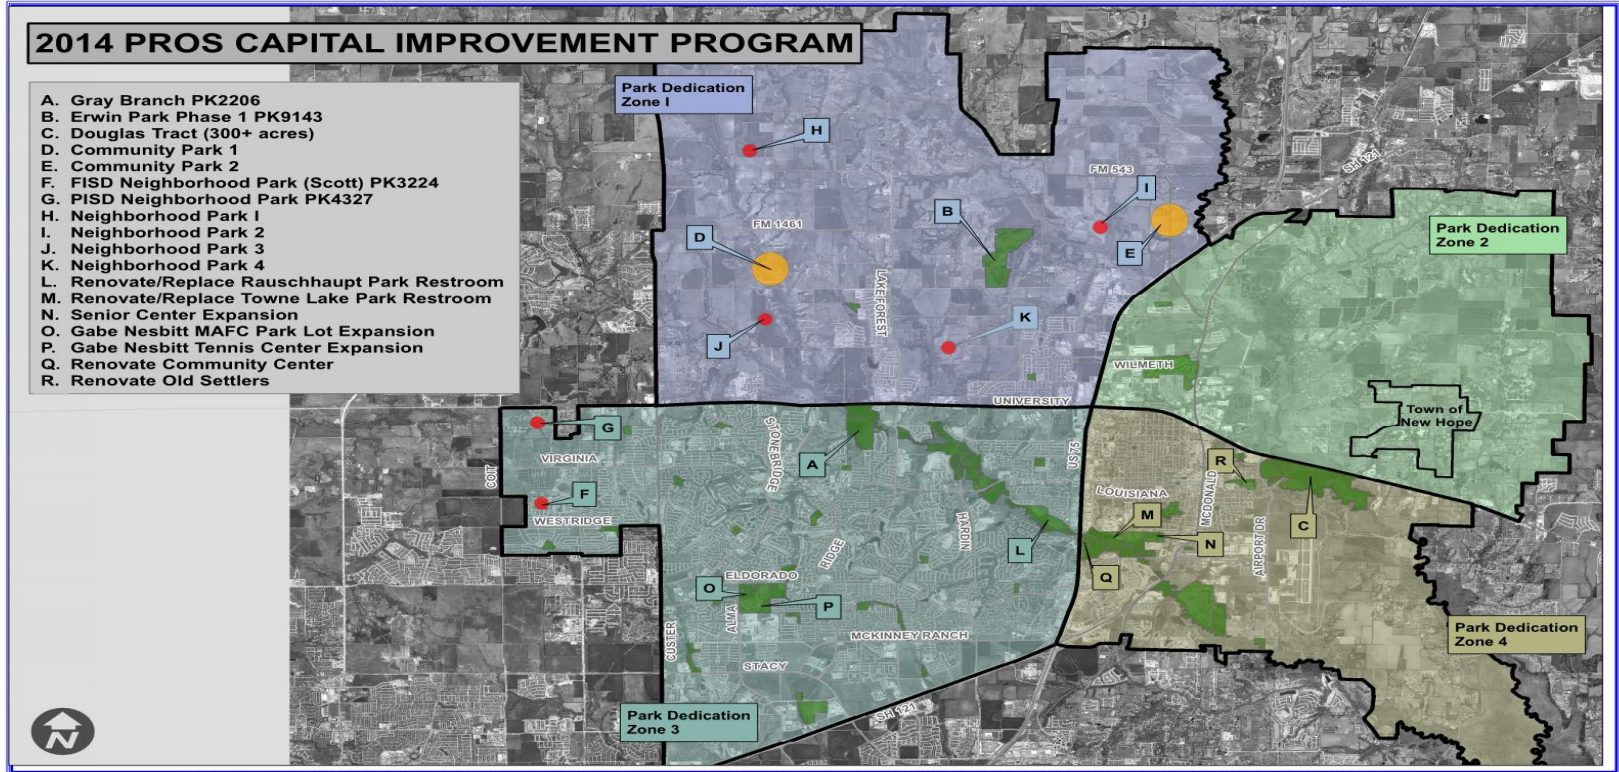 2014 PROS CAPITAL IMPROVEMENT PROGRAM
A. Gray Branch PK2206
B. Erwin Park Phase 1 PK9143
C. Douglas Tract (300+ acres)
D. Community Park 1
E. Community Park 2
F. FISD Neighborhood Park (Scott) PK3224
G. PISD Neighborhood Park PK4327
H. Neighborhood Park I
I. Neighborhood Park 2
J. Neighborhood Park 3
K. Neighborhood Park 4
L. Renovate/Replace Rauschhaupt Park Restroom
M. Renovate/Replace Towne Lake Park Restroom
N. Senior Center Expansion
O. Gabe Nesbitt MAFC Park Lot Expansion
P. Gabe Nesbitt Tennis Center Expansion
Q. Renovate Community Center
R. Renovate Old Settlers
Park Dedication
Zone I
H
FM 543
SH 121
I
B
FM 1461
D
E
Park Dedication
Zone 2
LAKE FOREST
K
J
WILMETH
UNIVERSITY
Town of
New Hope
G
VIRGINIA
COIT
STONEBRIDGE
A
US 75
R
F
WESTRIDGE
LOUISIANA
MCDONALD
M
C
HARDIN
L
N
AIRPORT DR
RIDGE
ELDORADO
Q
O
P
ALMA
CUSTER
MCKINNEY RANCH
STACY
Park Dedication
Zone 4
SH 121
Park Dedication
Zone 3
N